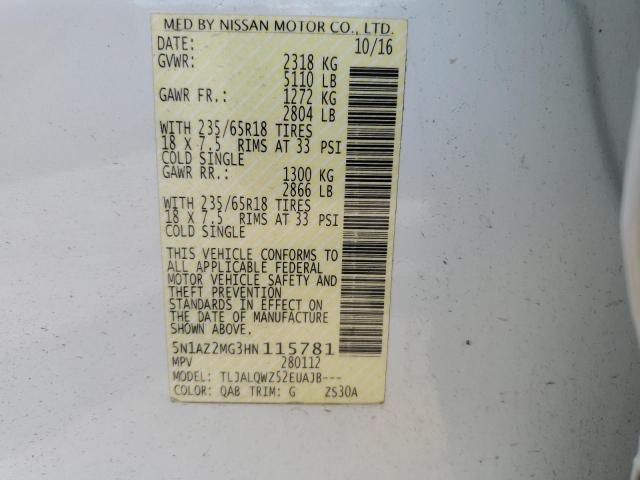 MFD BY NISSAN MOTOR CO., LTD.
DATE: 10/16
GVWR: 2318 KG
5110 LB
GAWR FR.: 1272 KG
2804 LB
WITH 235/65R18 TIRES
18 X 7.5 RIMS AT 33 PSI
COLD SINGLE
GAWR RR.: 1300 KG
2866 LB
WITH 235/65R18 TIRES
18 X 7.5 RIMS AT 33 PSI
COLD SINGLE
THIS VEHICLE CONFORMS TO
ALL APPLICABLE FEDERAL
MOTOR VEHICLE SAFETY AND
THEFT PREVENTION
STANDARDS IN EFFECT ON
THE DATE OF MANUFACTURE
SHOWN ABOVE.
5N1AZ2MG3HN115781
MPV 280112
MODEL: TLJALQWZ52EUAJB---
COLOR: QAB TRIM: G ZS30A